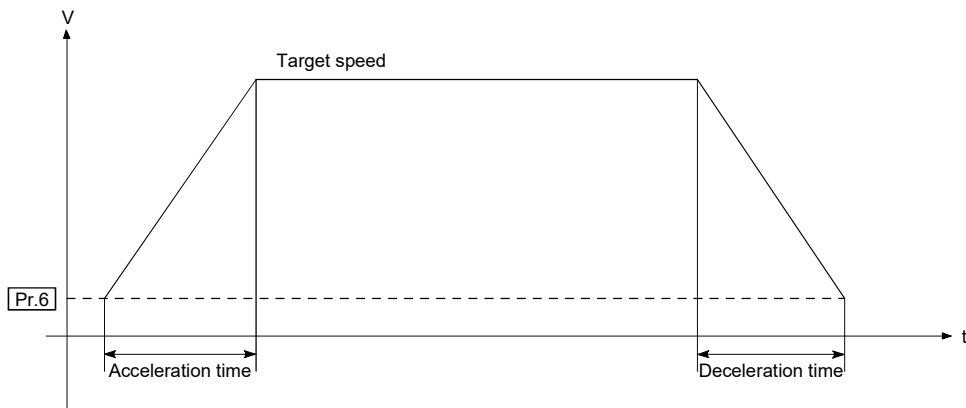 V
Target speed
Pr.6
t
Acceleration time
Deceleration time